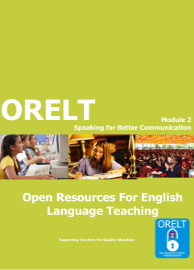 ORELT
Module 2
Speaking for Better Communication
Open Resources For English
Language Teaching
ORELT
Supporting Teachers For Quality Education